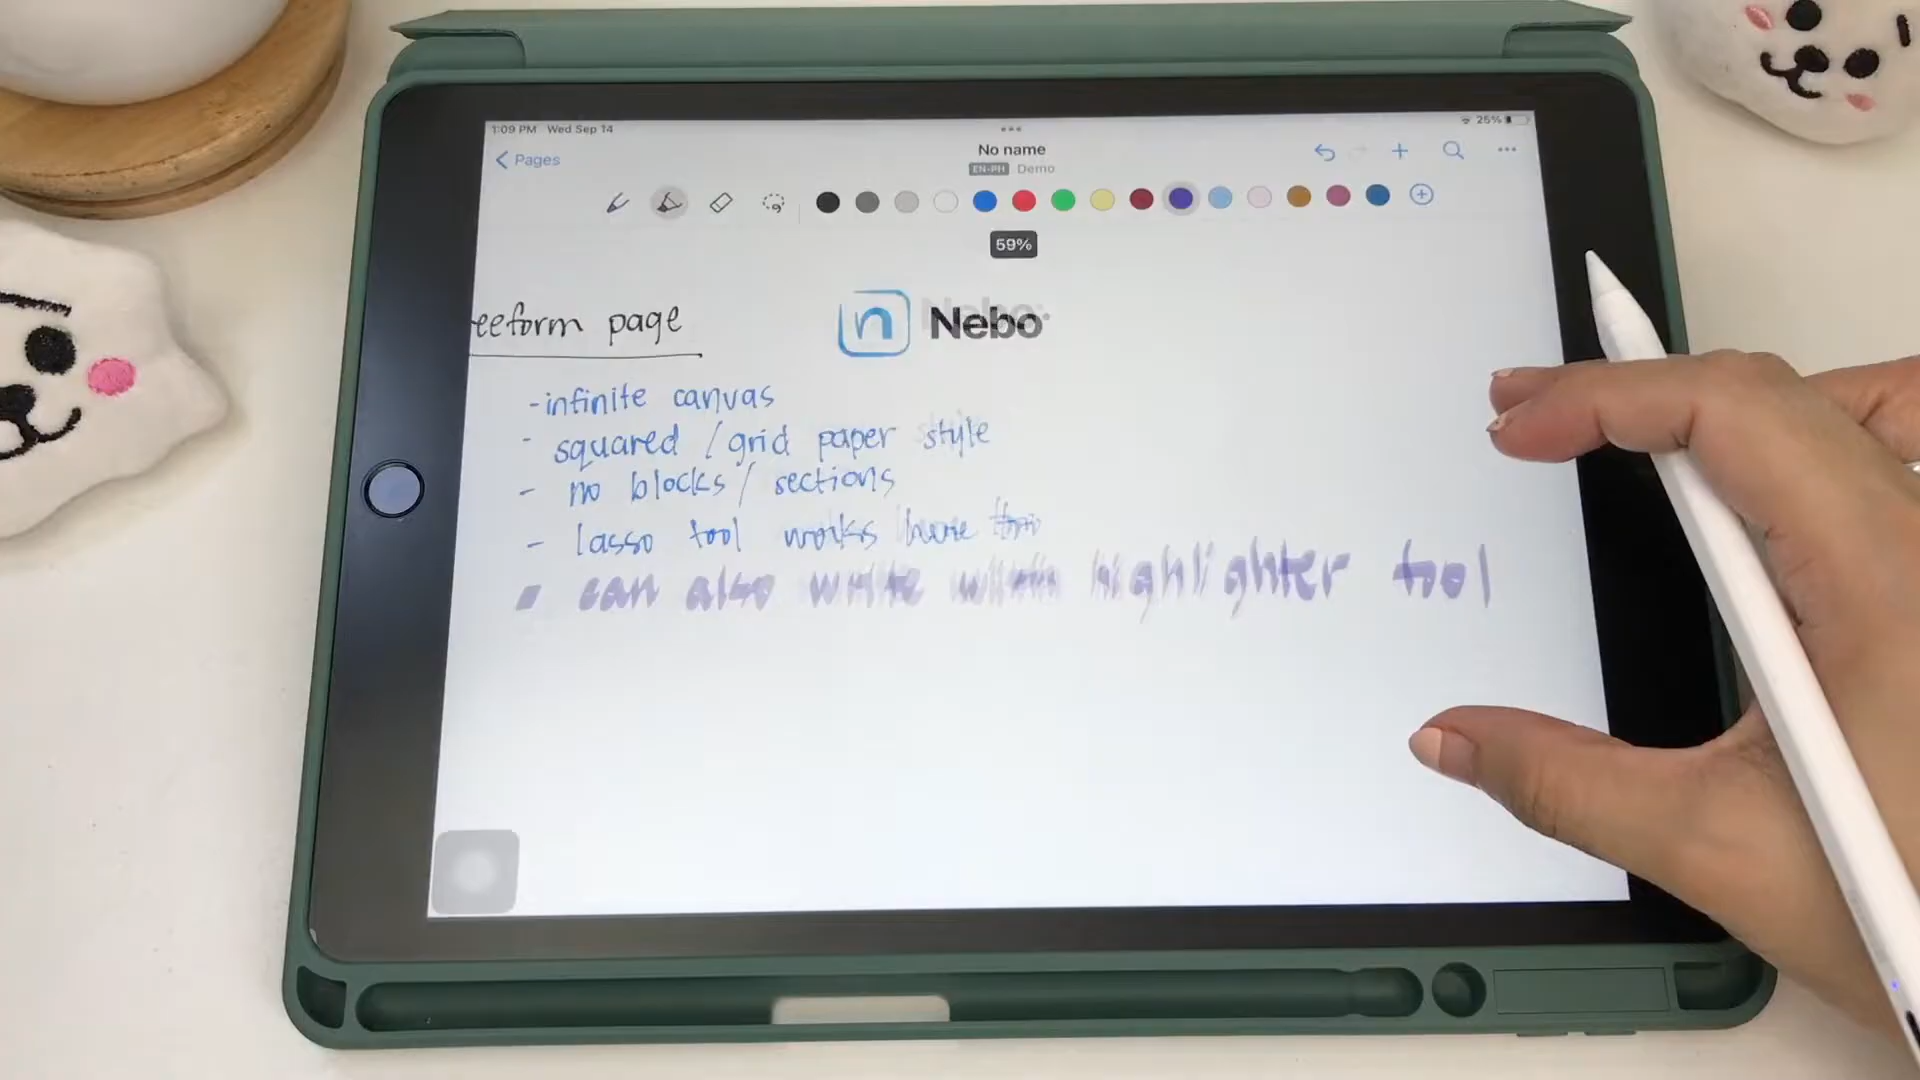 1:09 PM Wed Sep 14
25%
Pages
No name
EN-PH Demo
59%
eeform page
n Nebo
-infinite canvas
- squared / grid paper style
- no blocks / sections
- lasso tool works here too
- can also write with highlighter tool